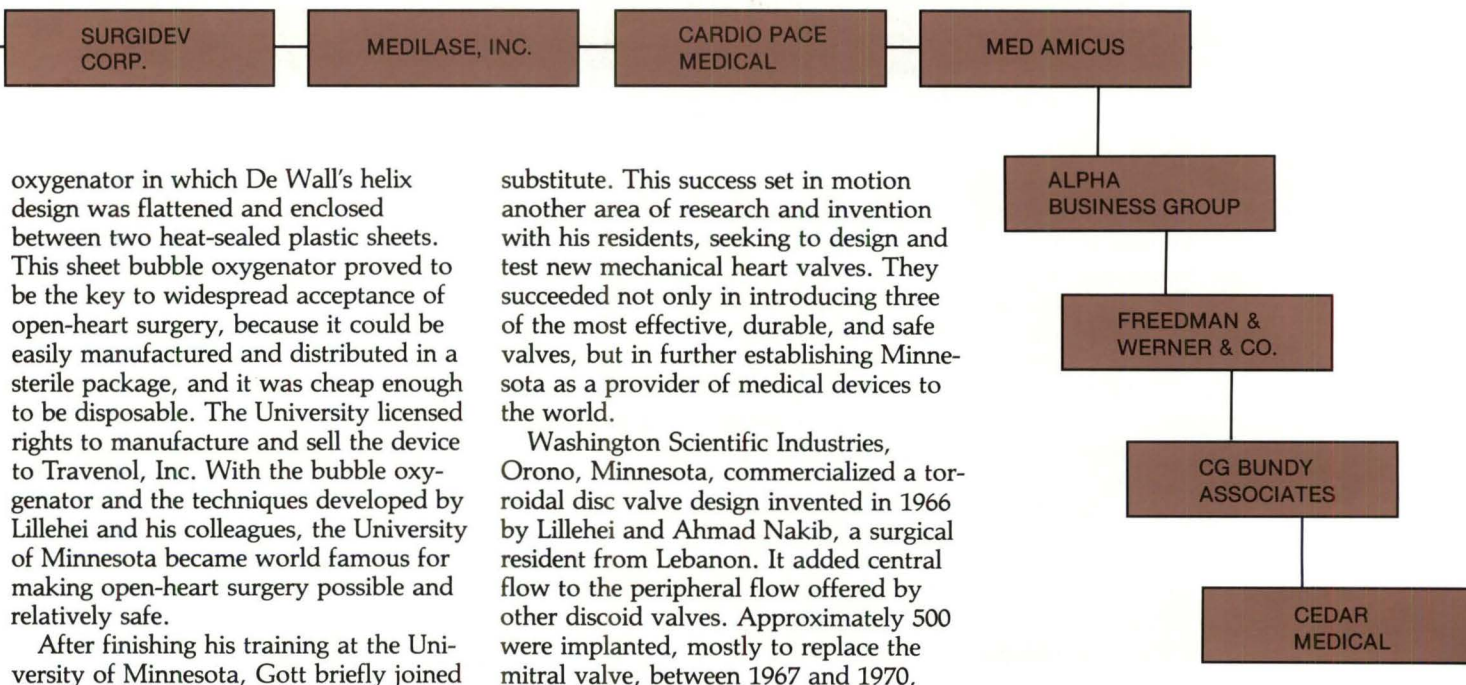 SURGIDEV
CORP.
MEDILASE, INC.
CARDIO PACE
MEDICAL
MED AMICUS
ALPHA
BUSINESS GROUP
FREEDMAN &
WERNER & CO.
CG BUNDY
ASSOCIATES
CEDAR
MEDICAL
oxygenator in which De Wall's helix
design was flattened and enclosed
between two heat-sealed plastic sheets.
This sheet bubble oxygenator proved to
be the key to widespread acceptance of
open-heart surgery, because it could be
easily manufactured and distributed in a
sterile package, and it was cheap enough
to be disposable. The University licensed
rights to manufacture and sell the device
to Travenol, Inc. With the bubble oxy-
genator and the techniques developed by
Lillehei and his colleagues, the University
of Minnesota became world famous for
making open-heart surgery possible and
relatively safe.
After finishing his training at the Uni-
versity of Minnesota, Gott briefly joined
substitute. This success set in motion
another area of research and invention
with his residents, seeking to design and
test new mechanical heart valves. They
succeeded not only in introducing three
of the most effective, durable, and safe
valves, but in further establishing Minne-
sota as a provider of medical devices to
the world.
Washington Scientific Industries,
Orono, Minnesota, commercialized a tor-
roidal disc valve design invented in 1966
by Lillehei and Ahmad Nakib, a surgical
resident from Lebanon. It added central
flow to the peripheral flow offered by
other discoid valves. Approximately 500
were implanted, mostly to replace the
mitral valve, between 1967 and 1970,